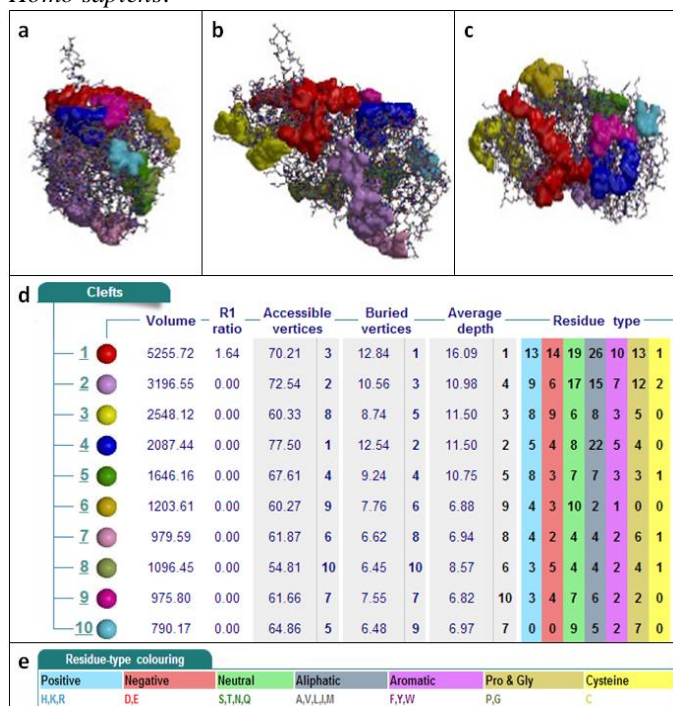 Homo sapiens.
a b c
d Clefts
Volume R1 ratio Accessible vertices Buried vertices Average depth Residue type
1 5255.72 1.64 70.21 3 12.84 1 16.09 1 13 14 19 26 10 13 1
2 3196.55 0.00 72.54 2 10.56 3 10.98 4 9 6 17 15 7 12 2
3 2548.12 0.00 60.33 8 8.74 5 11.50 3 8 9 6 8 3 5 0
4 2087.44 0.00 77.50 1 12.54 2 11.50 2 5 4 8 22 5 4 0
5 1646.16 0.00 67.61 4 9.24 4 10.75 5 8 3 7 7 3 3 1
6 1203.61 0.00 60.27 9 7.76 6 6.88 9 4 3 10 2 1 0 0
7 979.59 0.00 61.87 6 6.62 8 6.94 8 4 2 4 4 2 6 1
8 1096.45 0.00 54.81 10 6.45 10 8.57 6 3 5 4 4 2 4 1
9 975.80 0.00 61.66 7 7.55 7 6.82 10 3 4 7 6 2 2 0
10 790.17 0.00 64.86 5 6.48 9 6.97 7 0 0 9 5 2 7 0
e Residue-type colouring
Positive Negative Neutral Aliphatic Aromatic Pro & Gly Cysteine
H,K,R D,E S,T,N,Q A,V,L,I,M F,Y,W P,G C